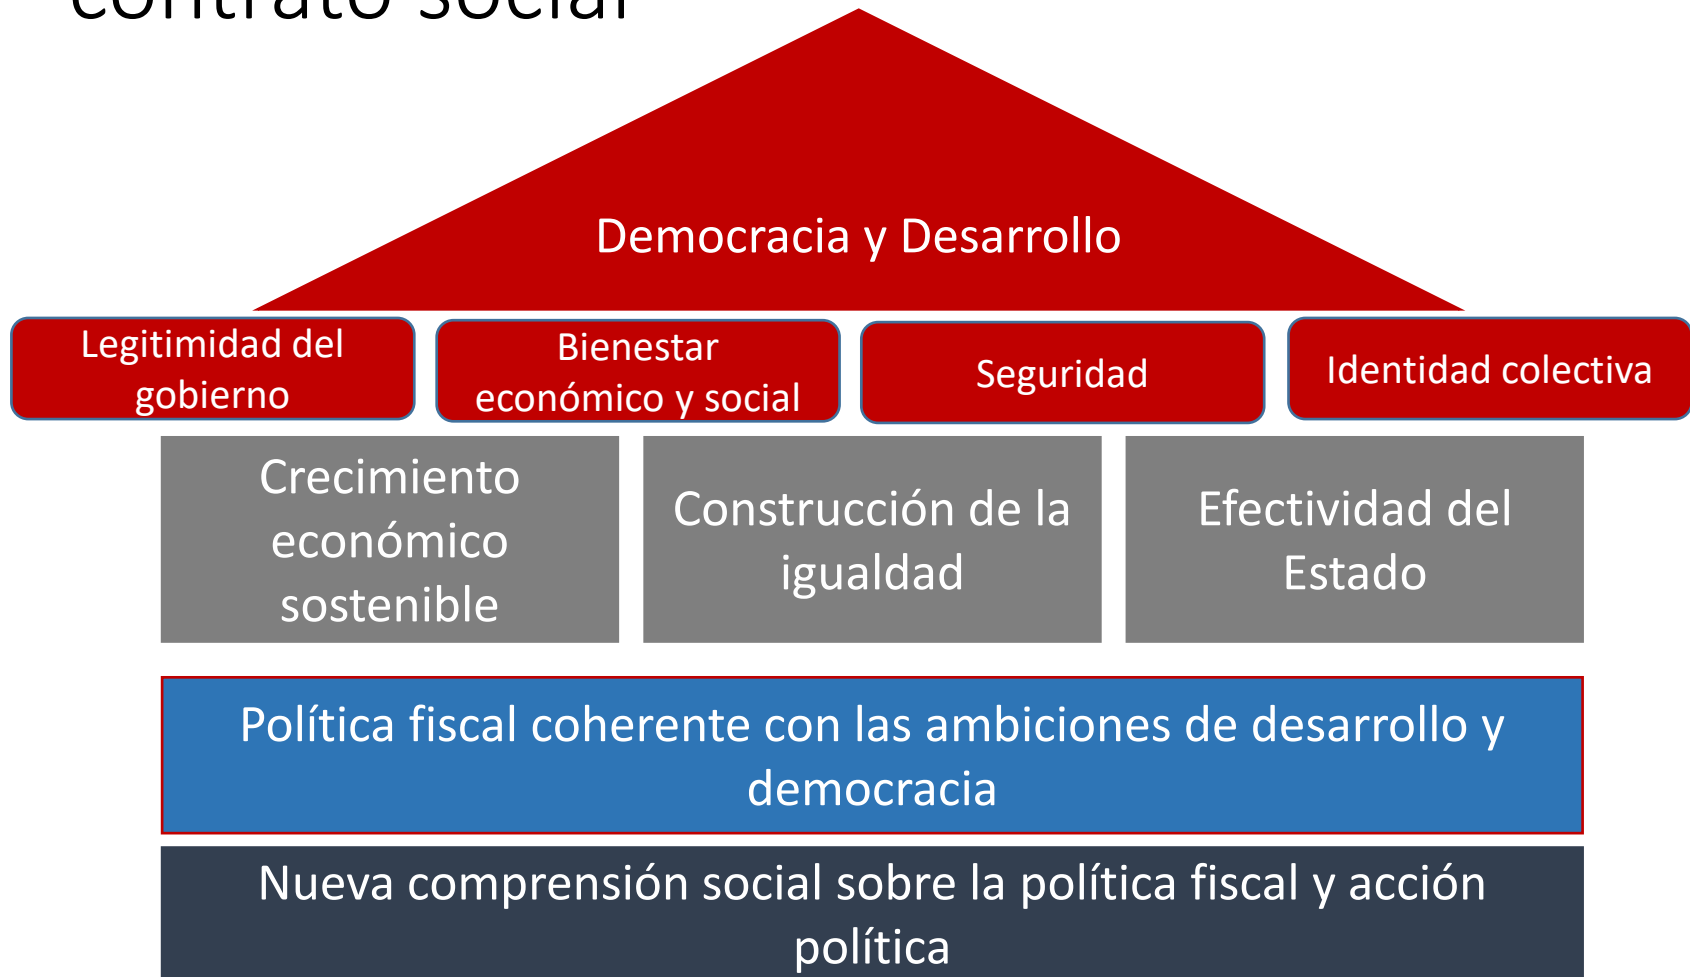 contrato social
Democracia y Desarrollo
Legitimidad del
gobierno
Bienestar
económico y social
Seguridad
Identidad colectiva
Crecimiento
económico
sostenible
Construcción de la
igualdad
Efectividad del
Estado
Política fiscal coherente con las ambiciones de desarrollo y
democracia
Nueva comprensión social sobre la política fiscal y acción
política